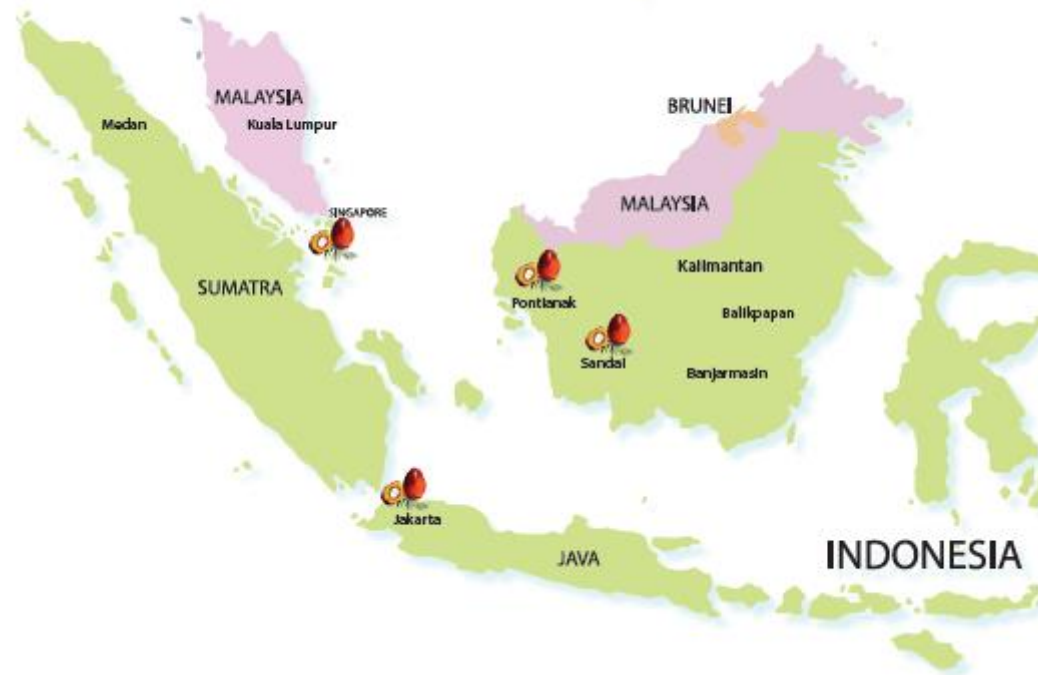 MALAYSIA
BRUNEI
Medan
Kuala Lumpur
MALAYSIA
SINGAPORE
Kalimantan
SUMATRA
Pontianak
Balikpapan
Sandai
Banjarmasin
Jakarta
INDONESIA
JAVA